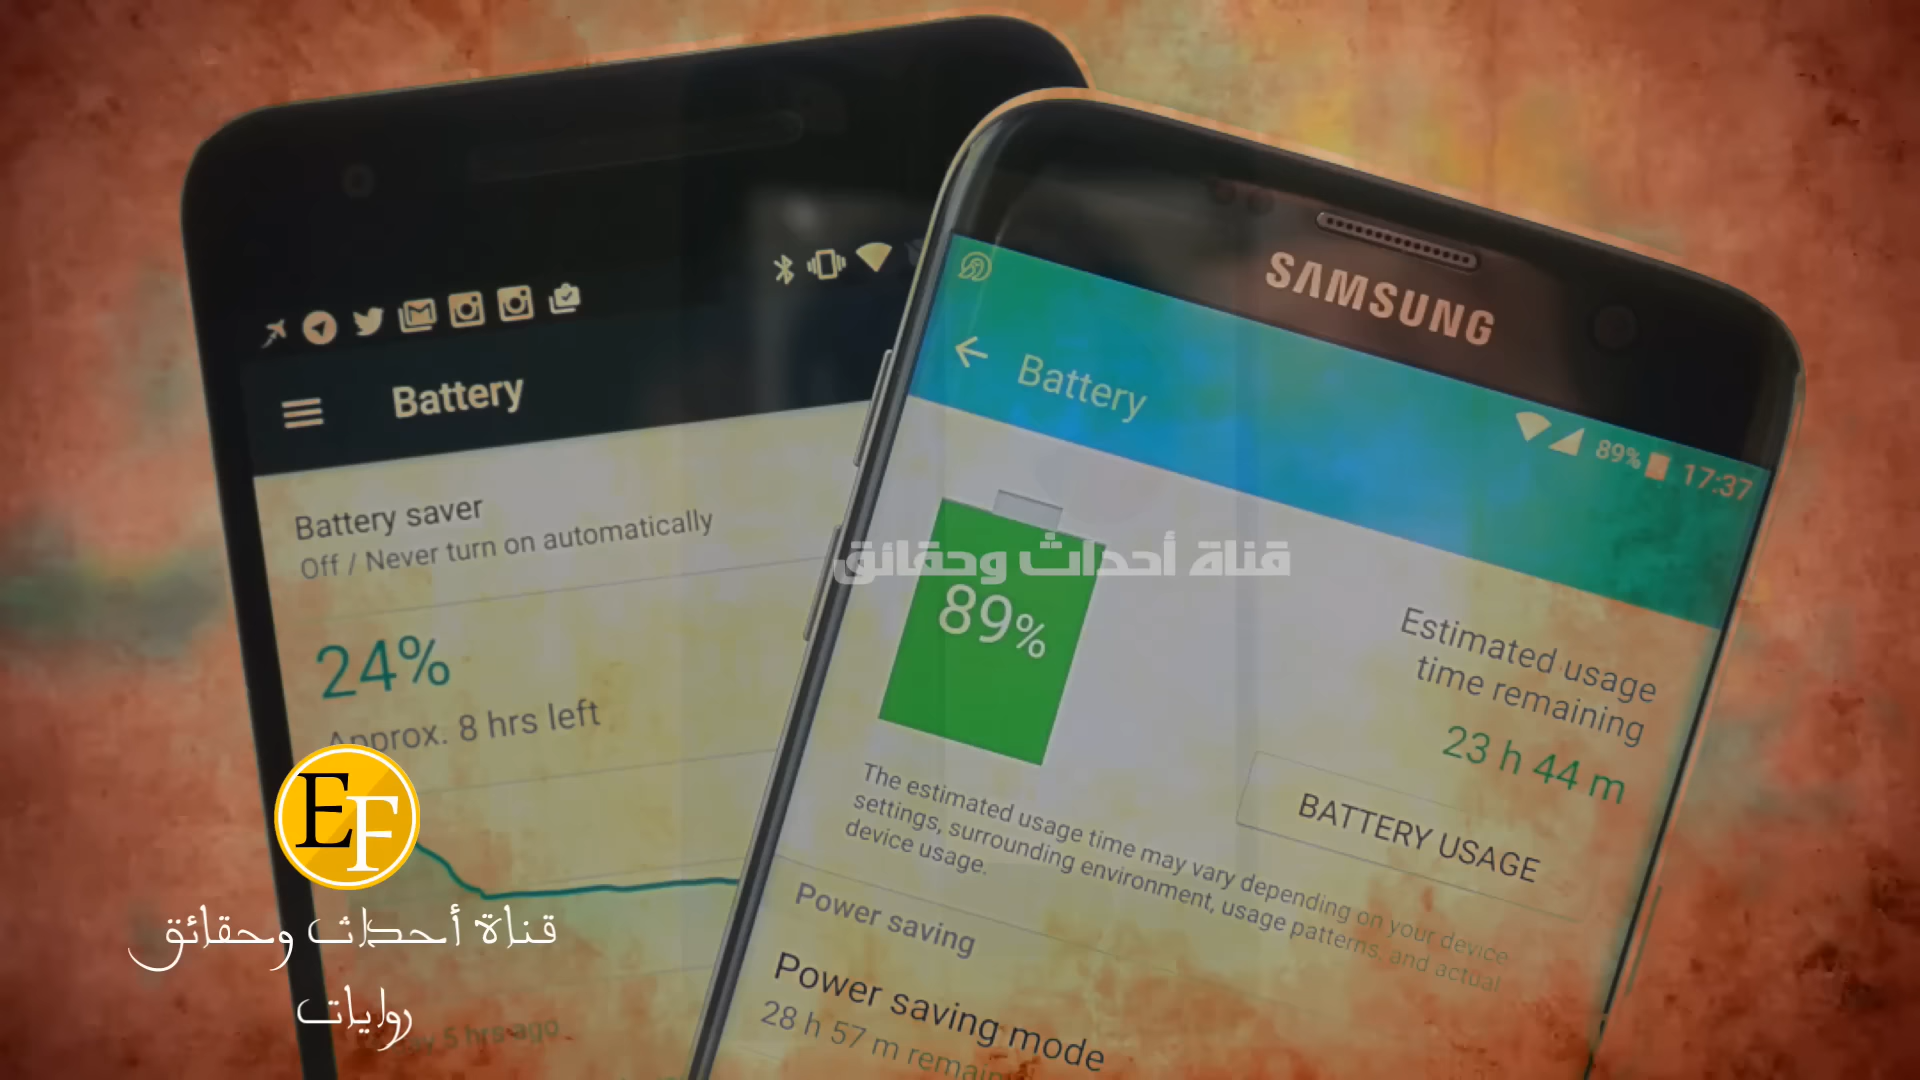 Battery
Battery saver
Off / Never turn on automatically
24%
Approx. 8 hrs left
5 hrs ago
SAMSUNG
89% 17:37
Battery
89%
Estimated usage
time remaining
23 h 44 m
BATTERY USAGE
The estimated usage time may vary depending on your device
settings, surrounding environment, usage patterns, and actual
device usage.
Power saving
Power saving mode
28 h 57 m
قناة أحداث وحقائق
EF
قناة أحداث وحقائق
روايات